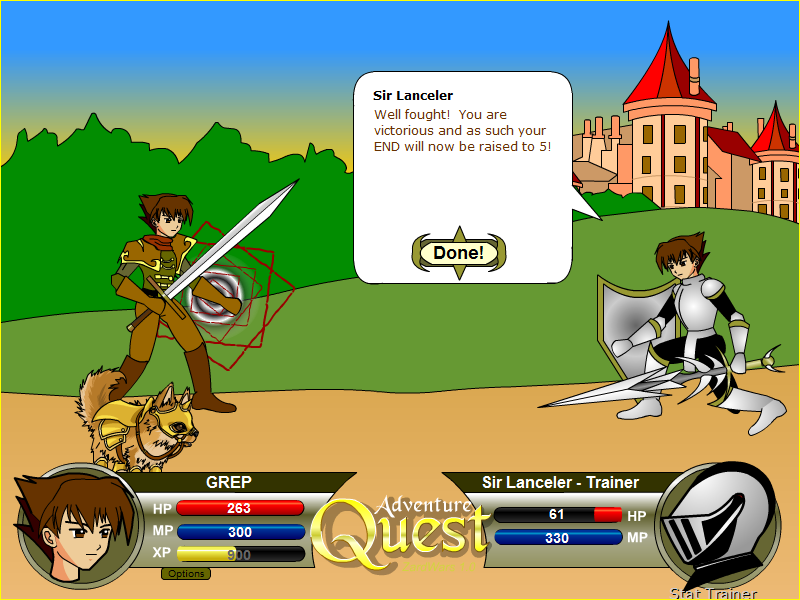 Sir Lanceler
Well fought! You are
victorious and as such your
END will now be raised to 5!
Done!
GREP
HP 263
MP 300
XP 900
Options
Adventure
Quest
Sir Lanceler - Trainer
61 HP
330 MP
Stat Trainer